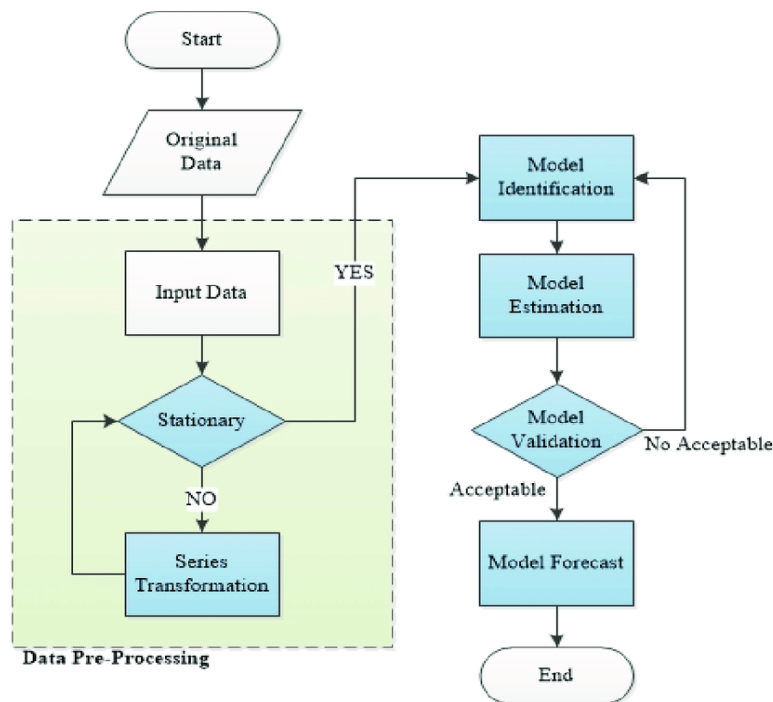 Start
Original
Data
Input Data
Stationary
YES
NO
Series
Transformation
Data Pre-Processing
Model
Identification
Model
Estimation
Model
Validation
No Acceptable
Acceptable
Model Forecast
End